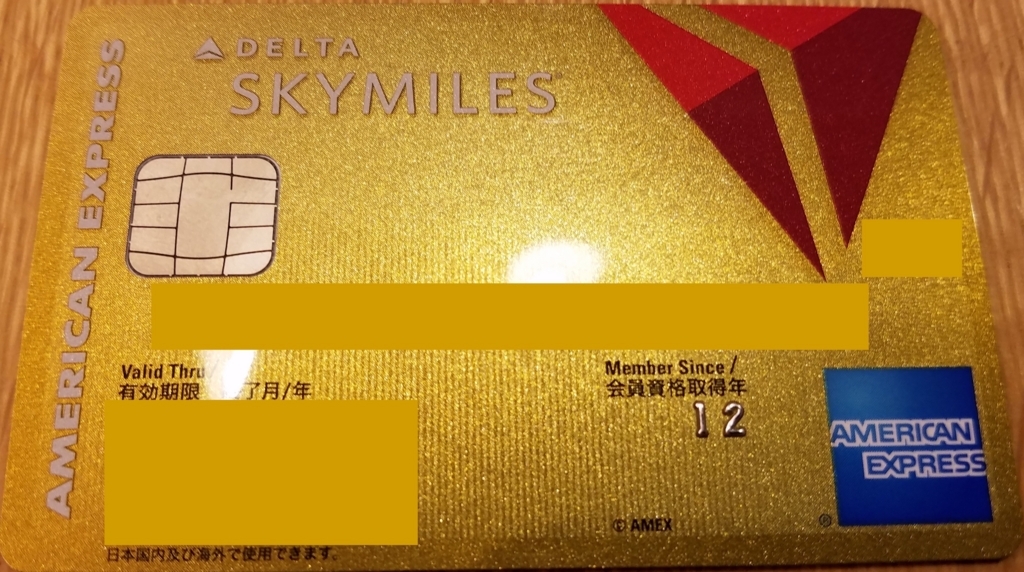 AMERICAN EXPRESS
DELTA
SKYMILES
Valid Thru/
有効期限 了月/年
Member Since /
会員資格取得年
12
AMERICAN
EXPRESS
© AMEX
®
日本国内及び海外で使用できます。